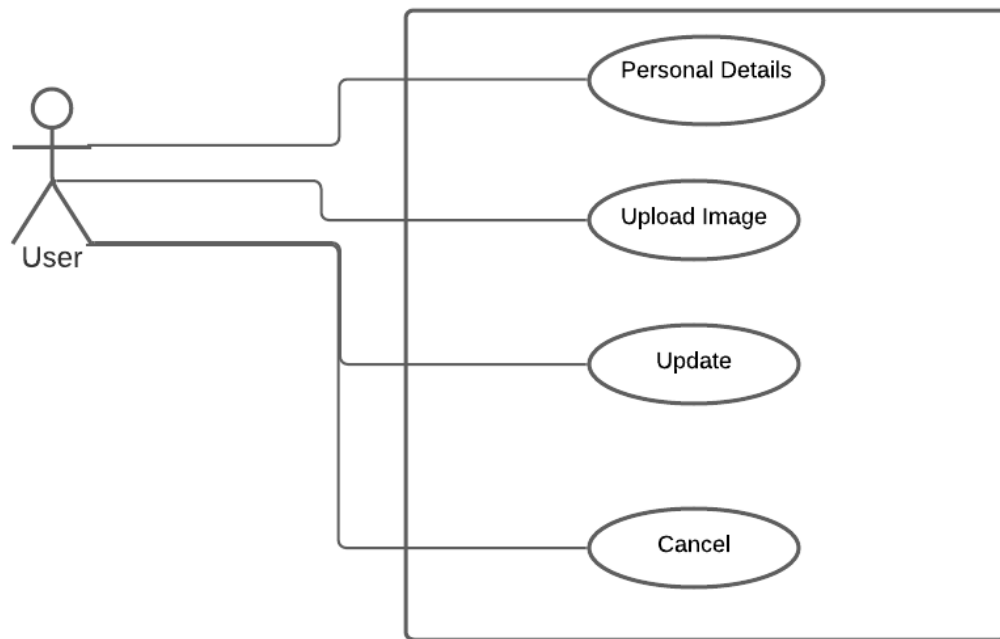 Personal Details
Upload Image
User
Update
Cancel